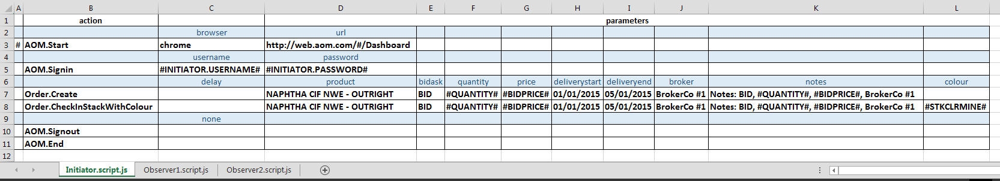 A B C D E F G H I J K L
1 action parameters
2 browser url
3 # AOM.Start chrome http://web.aom.com/#/Dashboard
4 username password
5 AOM.Signin #INITIATOR.USERNAME# #INITIATOR.PASSWORD#
6 delay product bidask quantity price deliverystart deliveryend broker notes colour
7 Order.Create NAPHTHA CIF NWE - OUTRIGHT BID #QUANTITY# #BIDPRICE# 01/01/2015 05/01/2015 BrokerCo #1 Notes: BID, #QUANTITY#, #BIDPRICE#, BrokerCo #1
8 Order.CheckInStackWithColour NAPHTHA CIF NWE - OUTRIGHT BID #QUANTITY# #BIDPRICE# 01/01/2015 05/01/2015 BrokerCo #1 Notes: BID, #QUANTITY#, #BIDPRICE#, BrokerCo #1 #STKCLRMINE#
9 none
10 AOM.Signout
11 AOM.End
12
Initiator.script.js Observer1.script.js Observer2.script.js